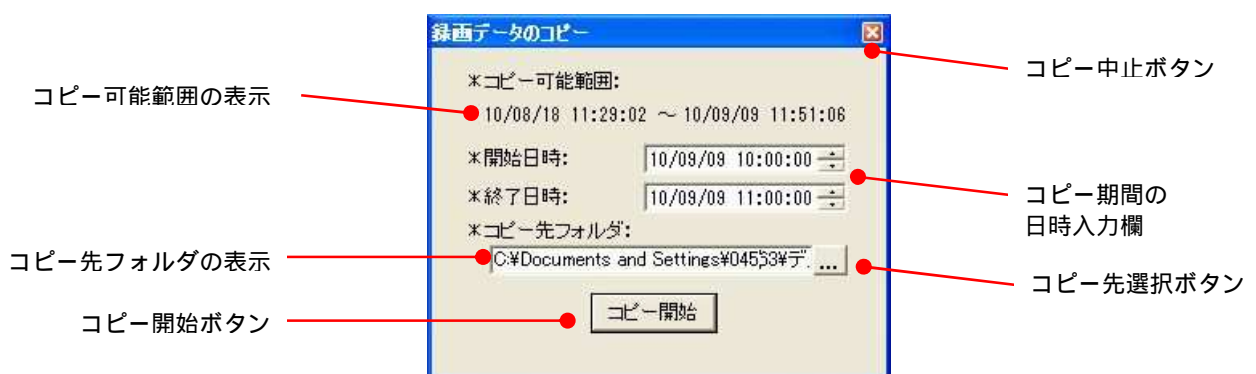 録画データのコピー
コピー中止ボタン
*コピー可能範囲:
コピー可能範囲の表示
10/08/18 11:29:02 ～ 10/09/09 11:51:06
*開始日時:
10/09/09 10:00:00
*終了日時:
10/09/09 11:00:00
コピー期間の
日時入力欄
*コピー先フォルダ:
コピー先フォルダの表示
C:¥Documents and Settings¥04533¥デ.
...
コピー先選択ボタン
コピー開始ボタン
コピー開始